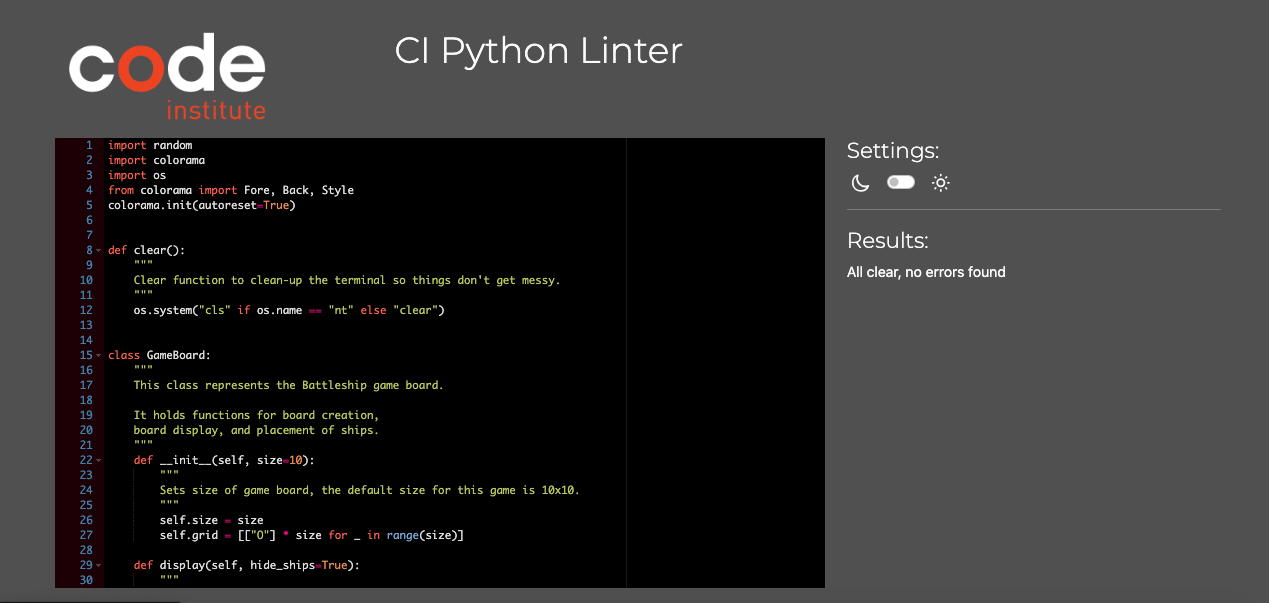 code
institute
CI Python Linter
1 import random
2 import colorama
3 import os
4 from colorama import Fore, Back, Style
5 colorama.init(autoreset=True)
6
7
8 def clear():
9     """
10     Clear function to clean-up the terminal so things don't get messy.
11     """
12     os.system("cls" if os.name == "nt" else "clear")
13
14
15 class GameBoard:
16     """
17     This class represents the Battleship game board.
18
19     It holds functions for board creation,
20     board display, and placement of ships.
21     """
22     def __init__(self, size=10):
23         """
24         Sets size of game board, the default size for this game is 10x10.
25         """
26         self.size = size
27         self.grid = [["O"] * size for _ in range(size)]
28
29     def display(self, hide_ships=True):
30         """
Settings:
Results:
All clear, no errors found